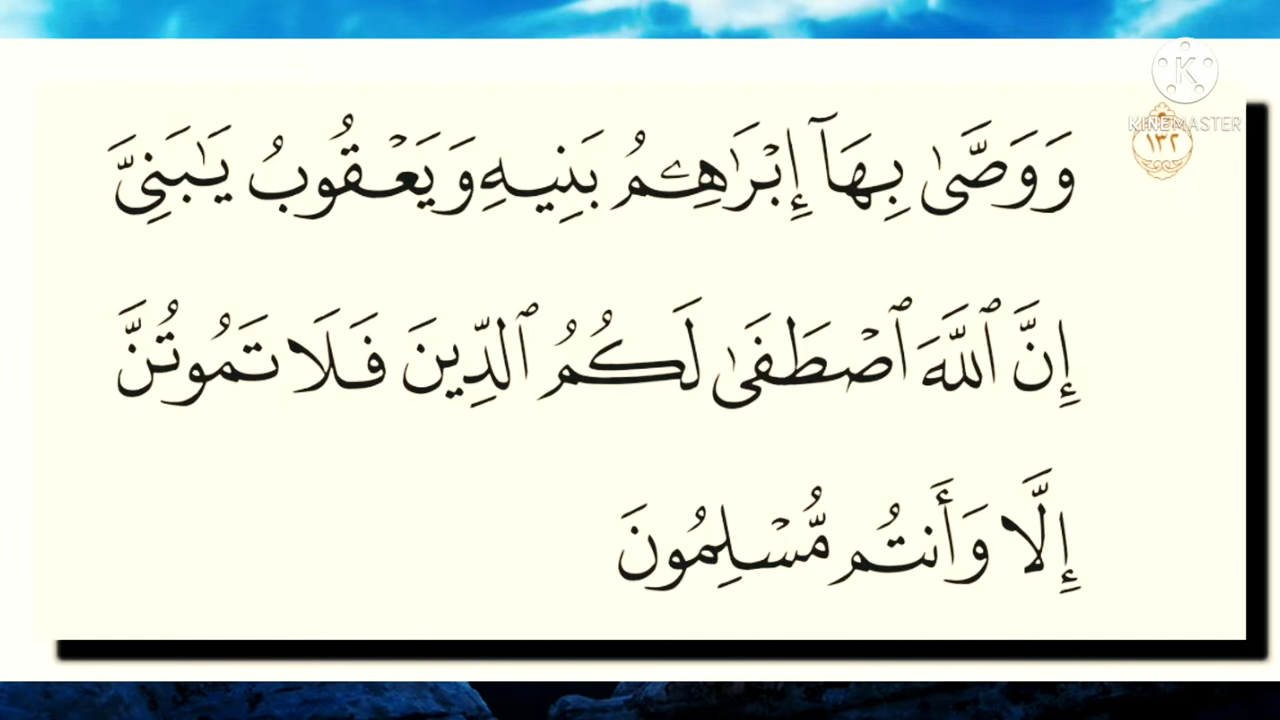 KINEMASTER
١٣٢
وَوَصَّىٰ بِهَآ إِبْرَٰهِـۧمُ بَنِيهِ وَيَعْقُوبُ يَٰبَنِىَّ
إِنَّ ٱللَّهَ ٱصْطَفَىٰ لَكُمُ ٱلدِّينَ فَلَا تَمُوتُنَّ
إِلَّا وَأَنتُم مُّسْلِمُونَ